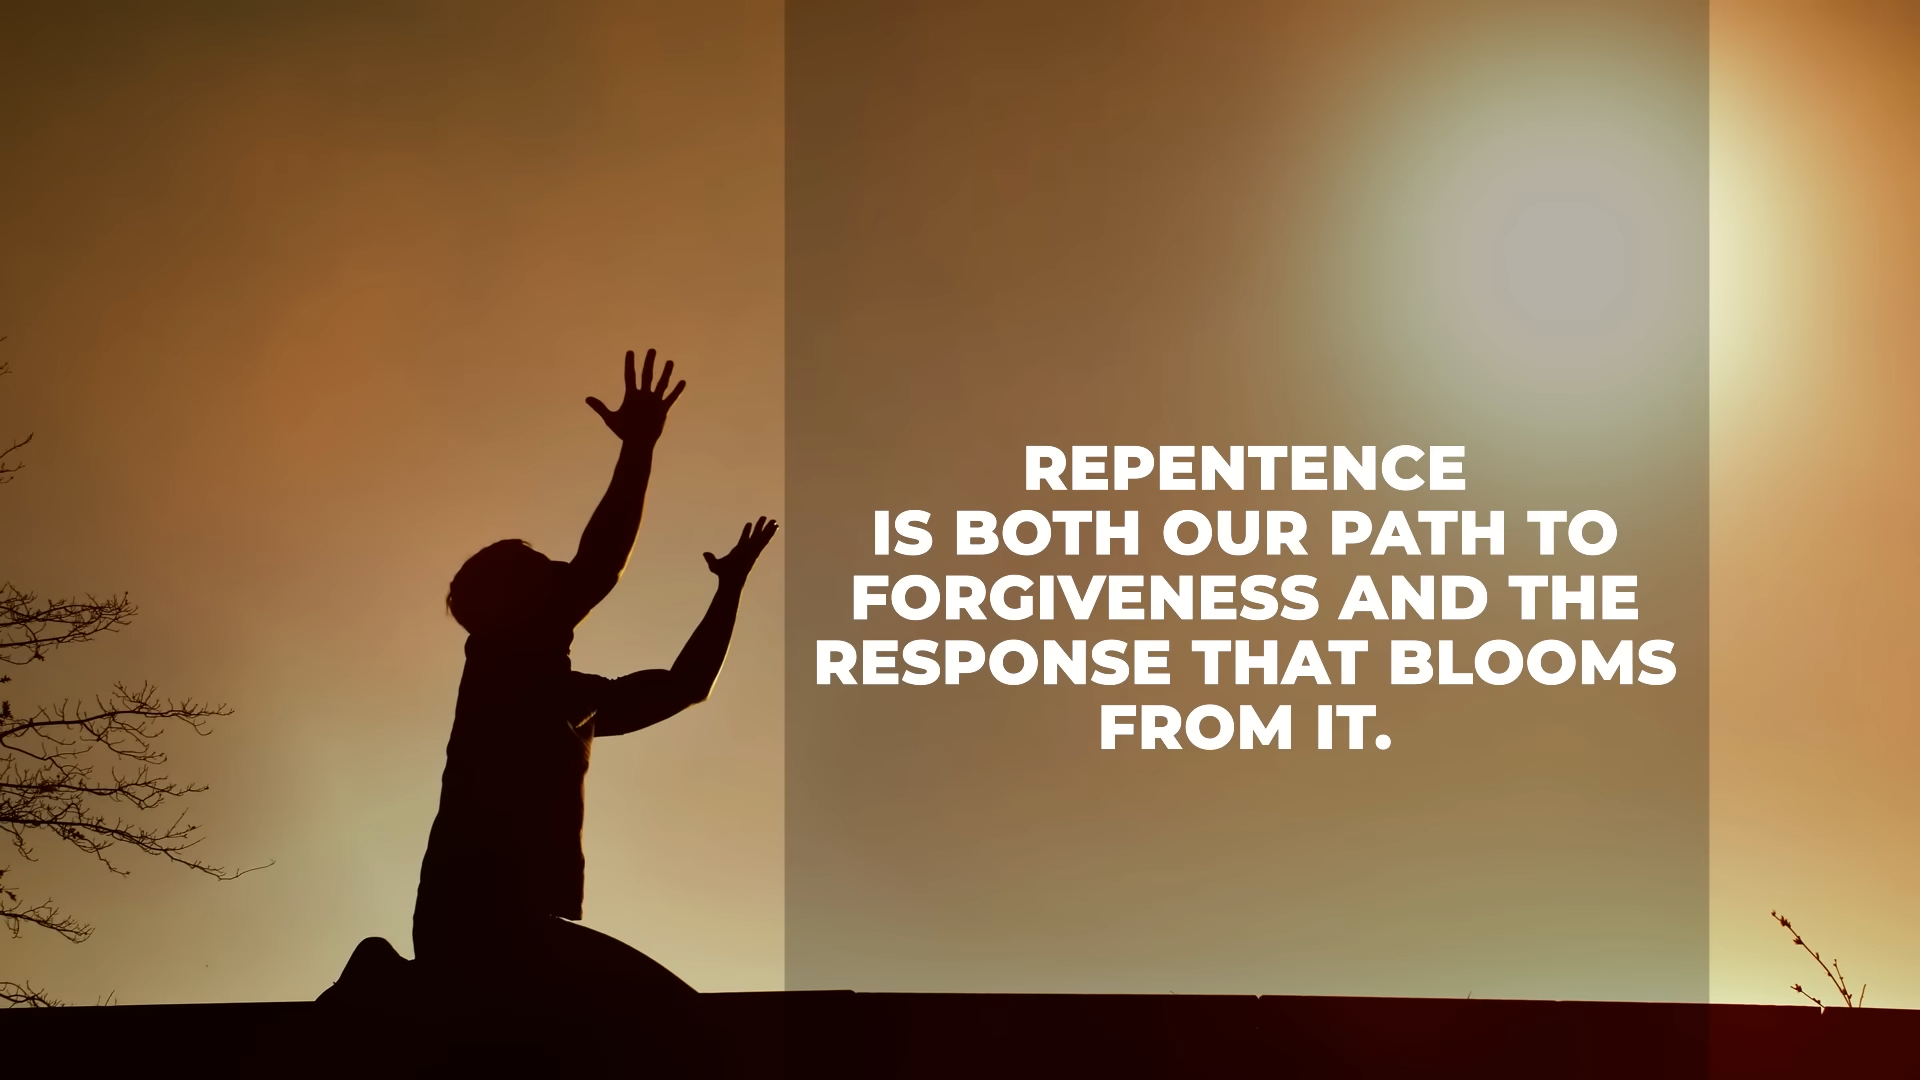 REPENTENCE
IS BOTH OUR PATH TO
FORGIVENESS AND THE
RESPONSE THAT BLOOMS
FROM IT.